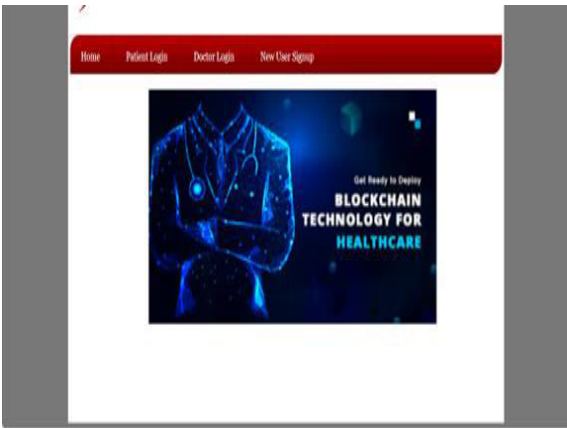 Home Patient Login Doctor Login New User Signup
Get Ready to Deploy
BLOCKCHAIN
TECHNOLOGY FOR
HEALTHCARE